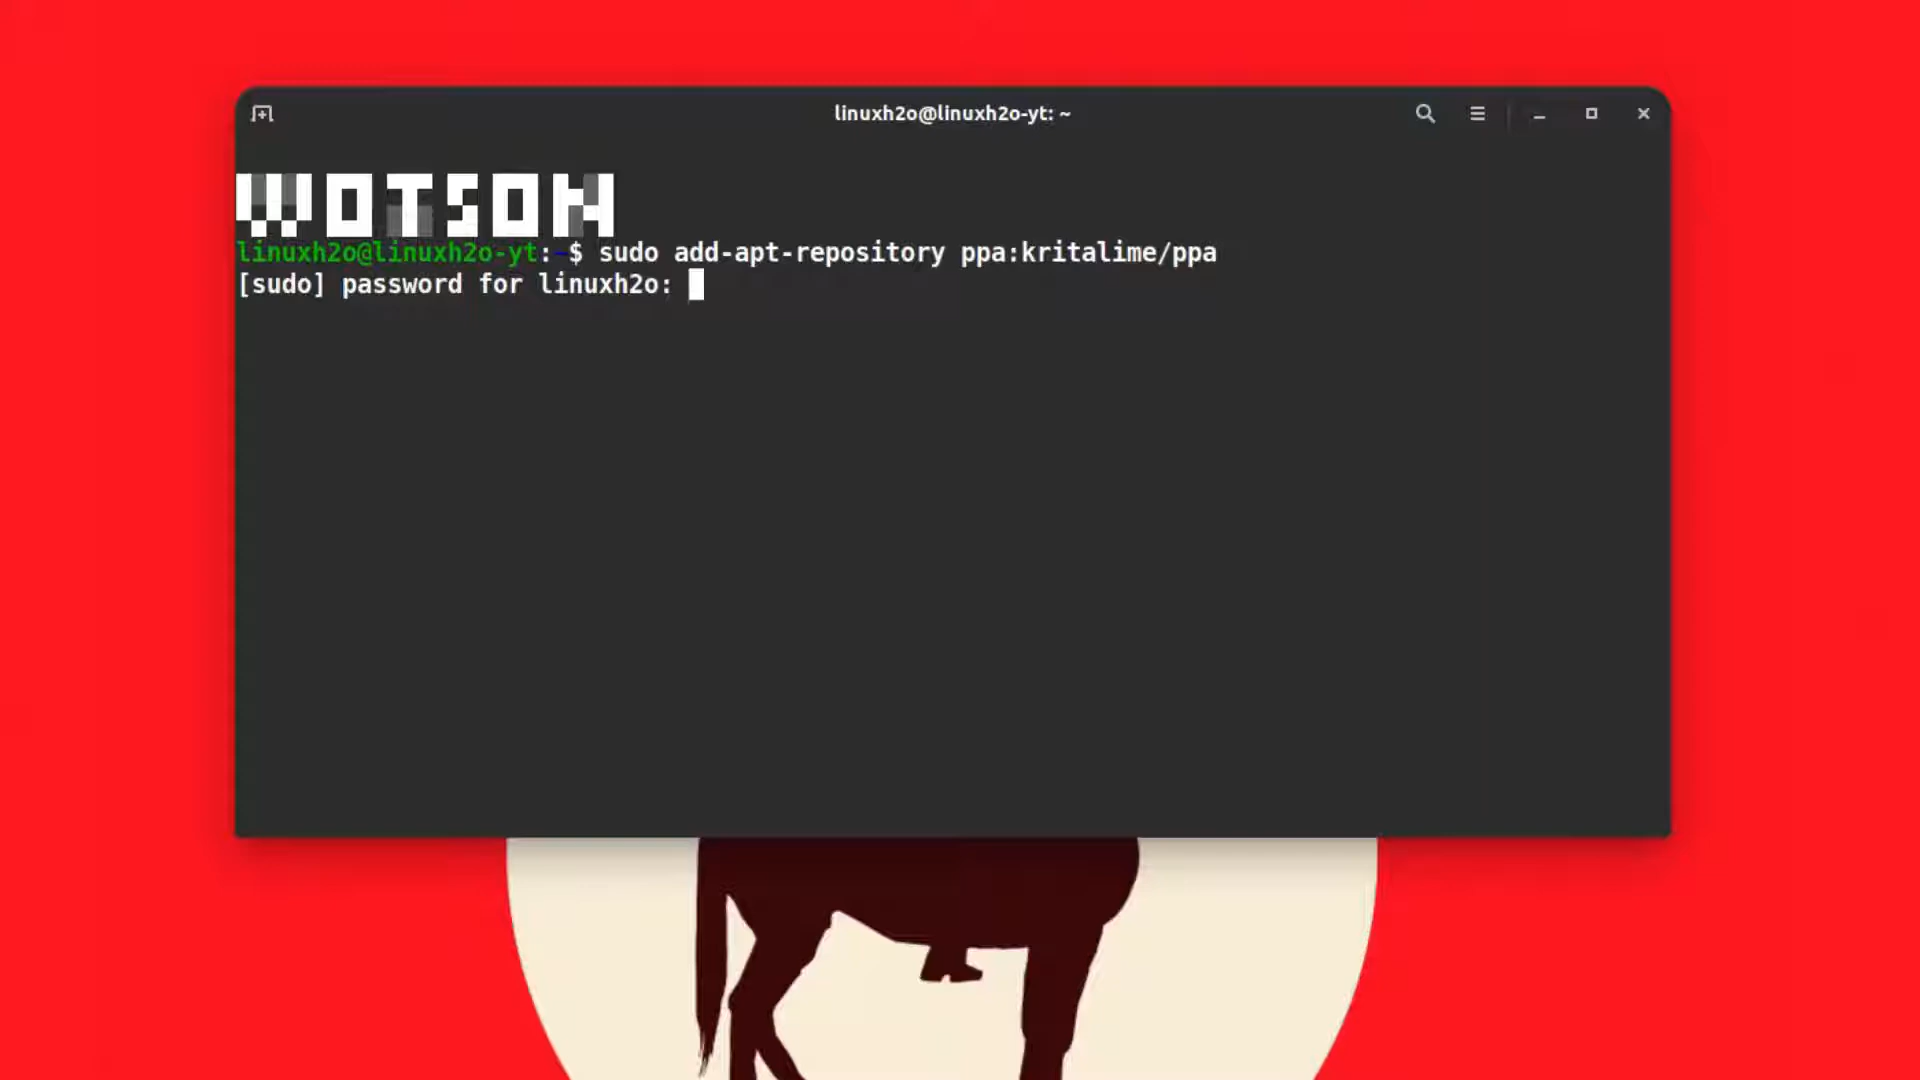 linuxh2o@linuxh2o-yt: ~
WOTSON
linuxh2o@linuxh2o-yt:~$ sudo add-apt-repository ppa:kritalime/ppa
[sudo] password for linuxh2o: